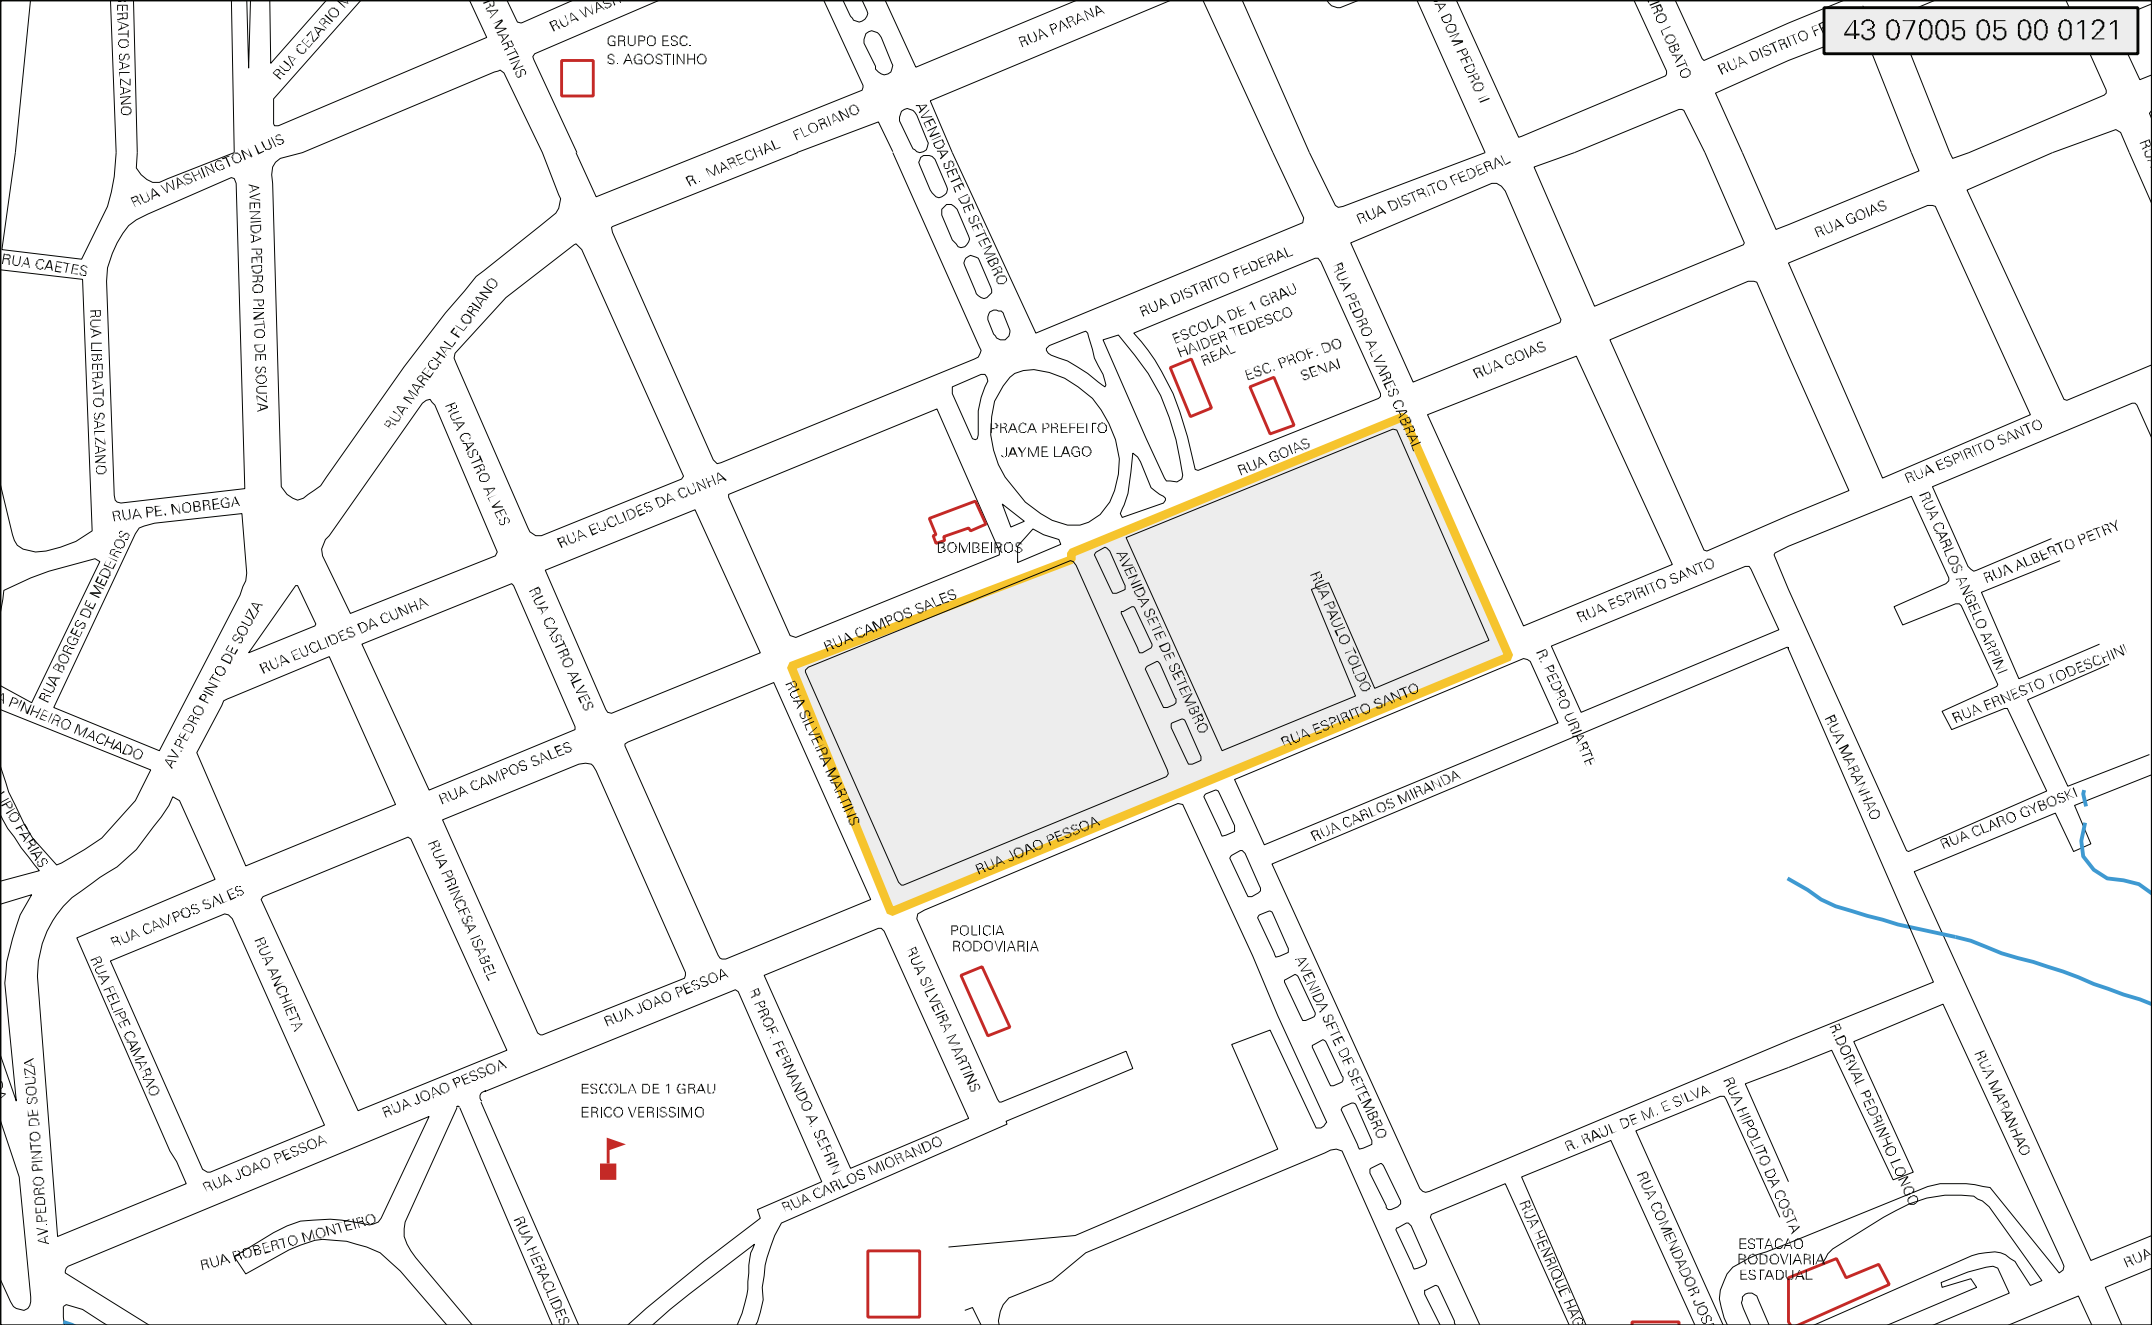 43 07005 05 00 0121
RUA CEZARIO
RUA PARANA
GRUPO ESC.
S. AGOSTINHO
R. MARECHAL FLORIANO
AVENIDA SETE DE SETEMBRO
RUA WASHINGTON LUIS
AVENIDA PEDRO PINTO DE SOUZA
RUA CAETES
RUA LIBERATO SALZANO
RUA MARECHAL FLORIANO
RUA DISTRITO FEDERAL
RUA DISTRITO FEDERAL
RUA GOIAS
RUA PEDRO ALVARES CABRAL
ESCOLA DE 1 GRAU
HAIDER TEDESCO
REAL
ESC. PROF. DO
SENAI
RUA GOIAS
PRACA PREFEITO
JAYME LAGO
RUA GOIAS
RUA ESPIRITO SANTO
RUA CASTRO ALVES
RUA EUCLIDES DA CUNHA
RUA PE. NOBREGA
RUA BORGES DE MEDEIROS
BOMBEIROS
RUA CAMPOS SALES
AVENIDA SETE DE SETEMBRO
RUA PAULO TOLDO
RUA ESPIRITO SANTO
RUA CARLOS ANGELO ARPINI
RUA ALBERTO PETRY
RUA ERNESTO TODESCHINI
RUA EUCLIDES DA CUNHA
RUA CASTRO ALVES
AV.PEDRO PINTO DE SOUZA
A PINHEIRO MACHADO
RUA SILVEIRA MARTINS
RUA ESPIRITO SANTO
R. PEDRO URIARTE
RUA MARANHAO
RUA CAMPOS SALES
RUA JOAO PESSOA
RUA CARLOS MIRANDA
RUA CLARO GYBOSKI
RUA PRINCESA ISABEL
RUA CAMPOS SALES
RUA FELIPE CAMARAO
RUA ANCHIETA
POLICIA
RODOVIARIA
RUA SILVEIRA MARTINS
RUA JOAO PESSOA
R PROF. FERNANDO A. SEFRIN
AVENIDA SETE DE SETEMBRO
RUA JOAO PESSOA
ESCOLA DE 1 GRAU
ERICO VERISSIMO
AV.PEDRO PINTO DE SOUZA
RUA JOAO PESSOA
RUA CARLOS MIORANDO
R. RAUL DE M. E SILVA
RUA HIPOLITO DA COSTA
R.DORVAL PEDRINHO LONGO
RUA MARANHAO
RUA ROBERTO MONTEIRO
RUA HERACLIDES
RUA HENRIQUE
RUA COMENDADOR
ESTACAO
RODOVIARIA
ESTADUAL
RUA